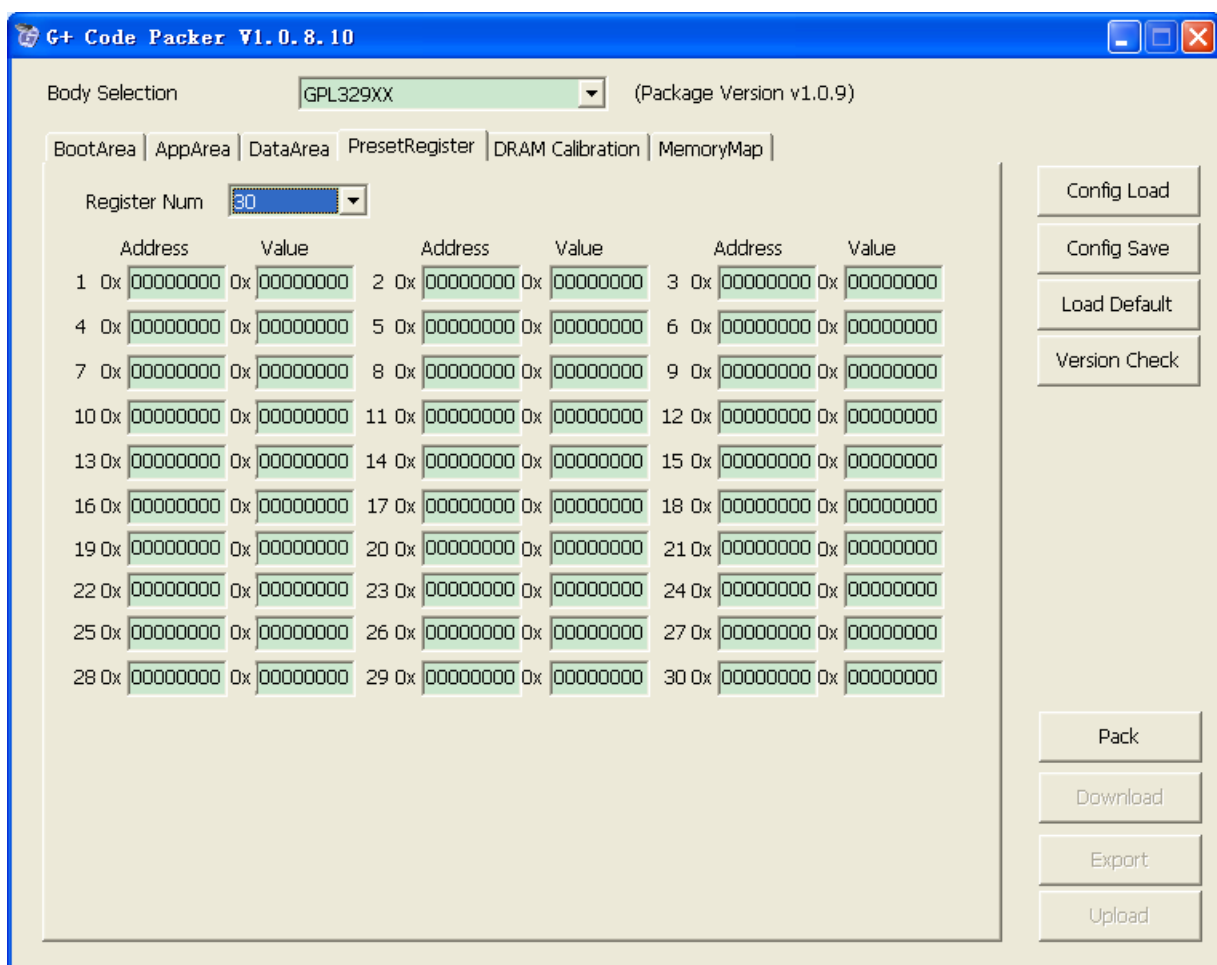 G+ Code Packer V1.0.8.10
Body Selection GPL329XX (Package Version v1.0.9)
BootArea AppArea DataArea PresetRegister DRAM Calibration MemoryMap
Register Num 30
Address Value Address Value Address Value
1 0x 00000000 0x 00000000 2 0x 00000000 0x 00000000 3 0x 00000000 0x 00000000
4 0x 00000000 0x 00000000 5 0x 00000000 0x 00000000 6 0x 00000000 0x 00000000
7 0x 00000000 0x 00000000 8 0x 00000000 0x 00000000 9 0x 00000000 0x 00000000
10 0x 00000000 0x 00000000 11 0x 00000000 0x 00000000 12 0x 00000000 0x 00000000
13 0x 00000000 0x 00000000 14 0x 00000000 0x 00000000 15 0x 00000000 0x 00000000
16 0x 00000000 0x 00000000 17 0x 00000000 0x 00000000 18 0x 00000000 0x 00000000
19 0x 00000000 0x 00000000 20 0x 00000000 0x 00000000 21 0x 00000000 0x 00000000
22 0x 00000000 0x 00000000 23 0x 00000000 0x 00000000 24 0x 00000000 0x 00000000
25 0x 00000000 0x 00000000 26 0x 00000000 0x 00000000 27 0x 00000000 0x 00000000
28 0x 00000000 0x 00000000 29 0x 00000000 0x 00000000 30 0x 00000000 0x 00000000
Config Load
Config Save
Load Default
Version Check
Pack
Download
Export
Upload